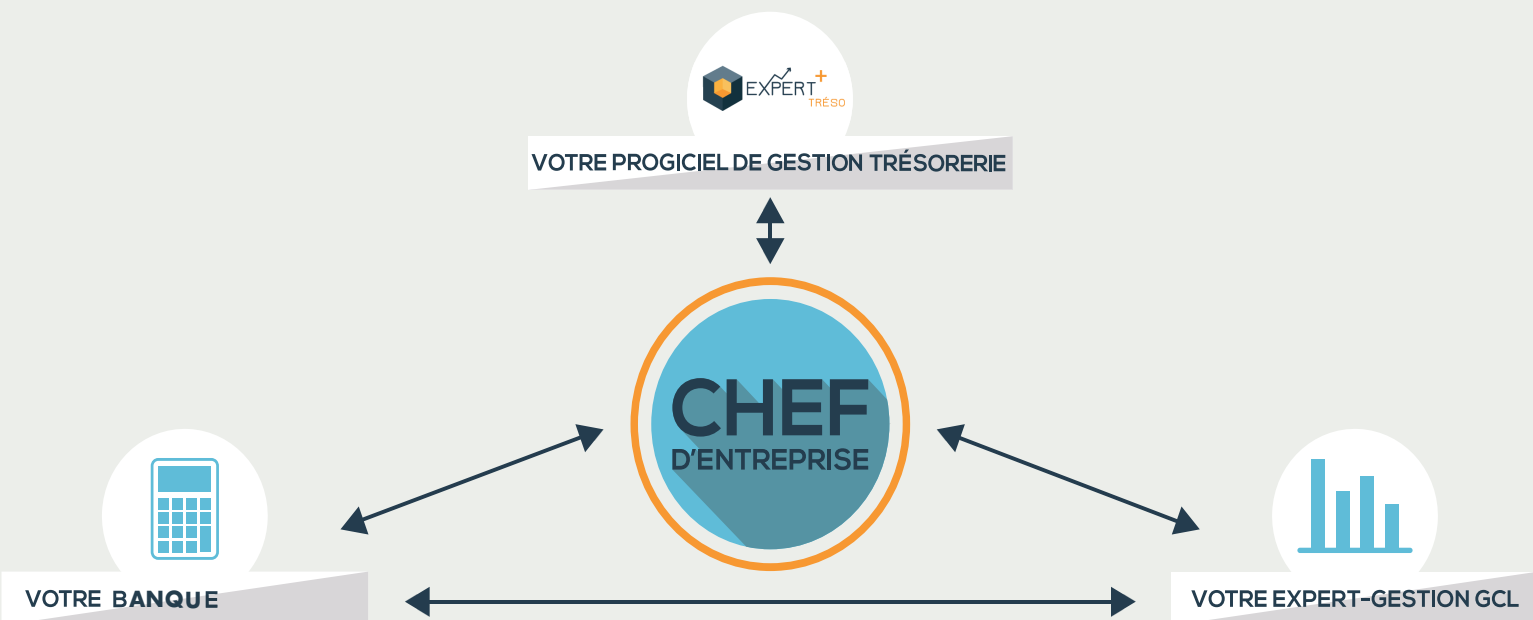 EXPERT+
TRÉSO
VOTRE PROGICIEL DE GESTION TRÉSORERIE
CHEF
D'ENTREPRISE
VOTRE BANQUE
VOTRE EXPERT-GESTION GCL